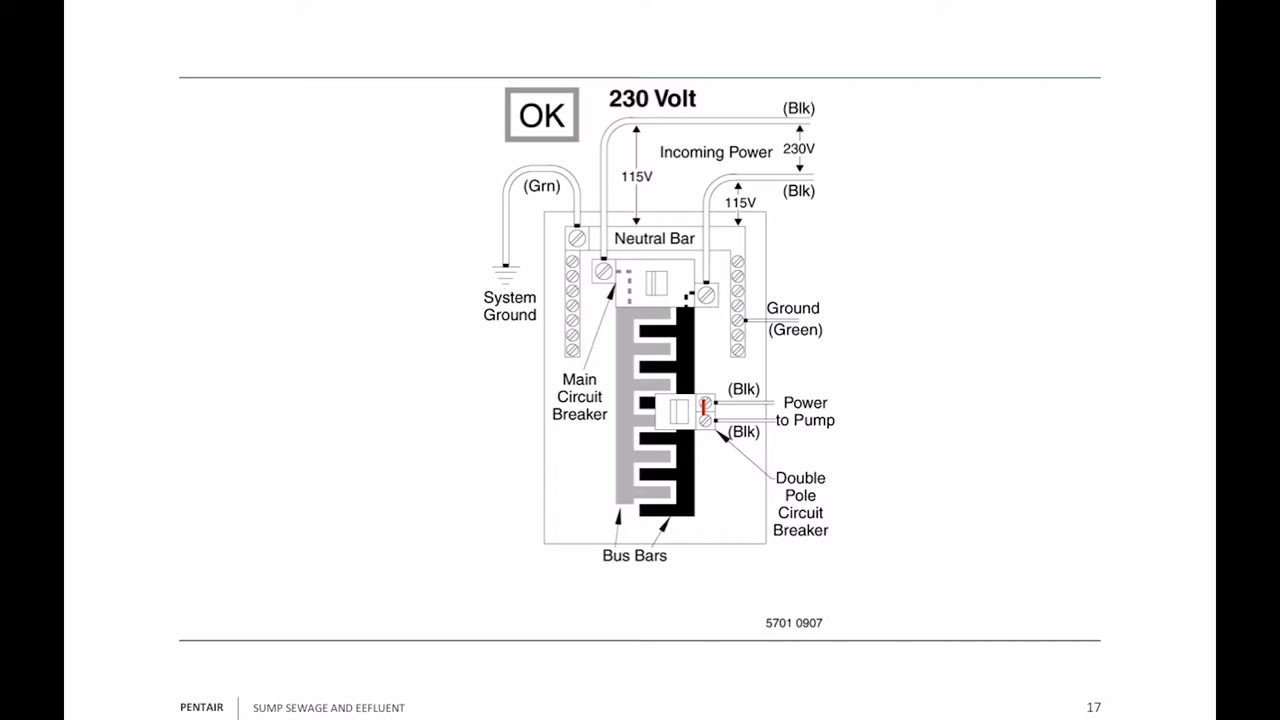 OK
230 Volt
(Blk)
Incoming Power
230V
115V
(Blk)
(Grn)
115V
Neutral Bar
System
Ground
Ground
(Green)
Main
Circuit
Breaker
(Blk)
Power
to Pump
(Blk)
Double
Pole
Circuit
Breaker
Bus Bars
5701 0907
PENTAIR
SUMP SEWAGE AND EEFLUENT
17